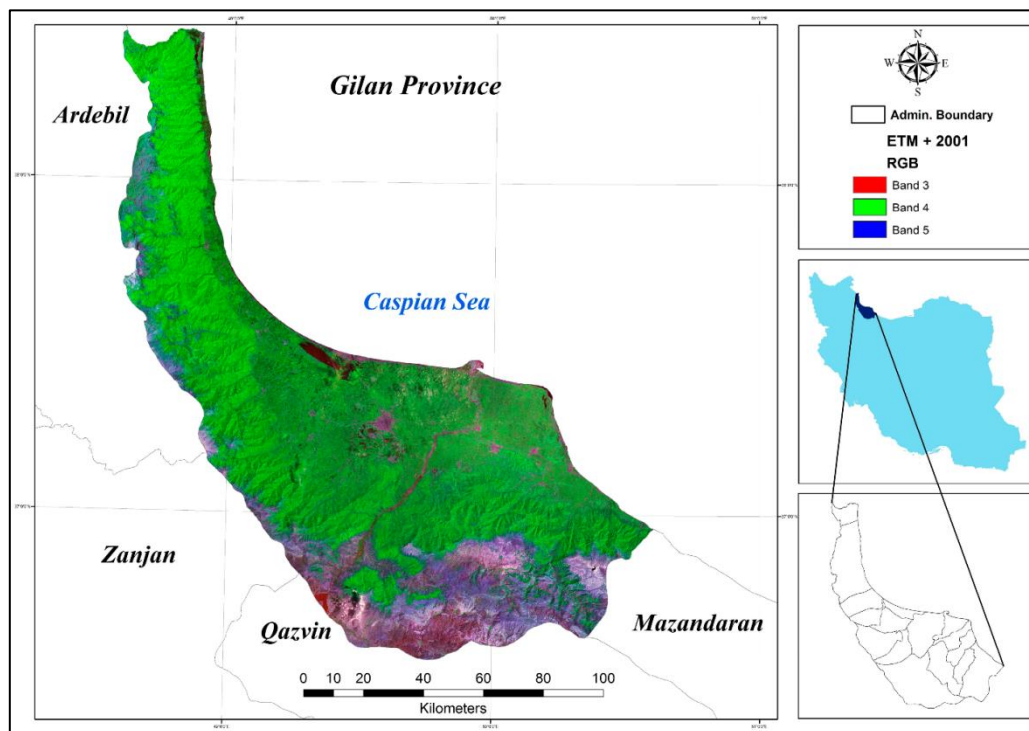 Gilan Province
Ardebil
Caspian Sea
Zanjan
Qazvin
Mazandaran
0 10 20 40 60 80 100
Kilometers
N
W E
S
Admin. Boundary
ETM + 2001
RGB
Band 3
Band 4
Band 5